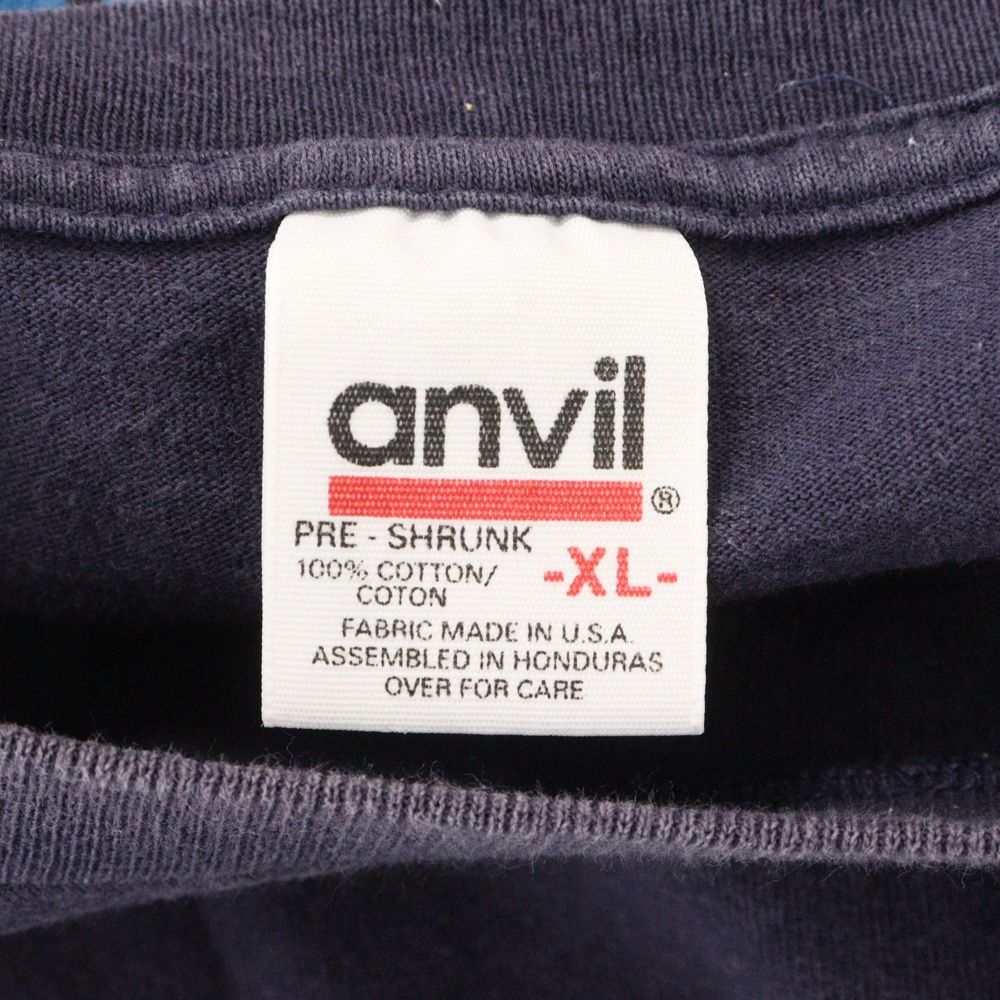 anvil
®
PRE - SHRUNK
-XL-
100% COTTON/
COTON
FABRIC MADE IN U.S.A.
ASSEMBLED IN HONDURAS
OVER FOR CARE